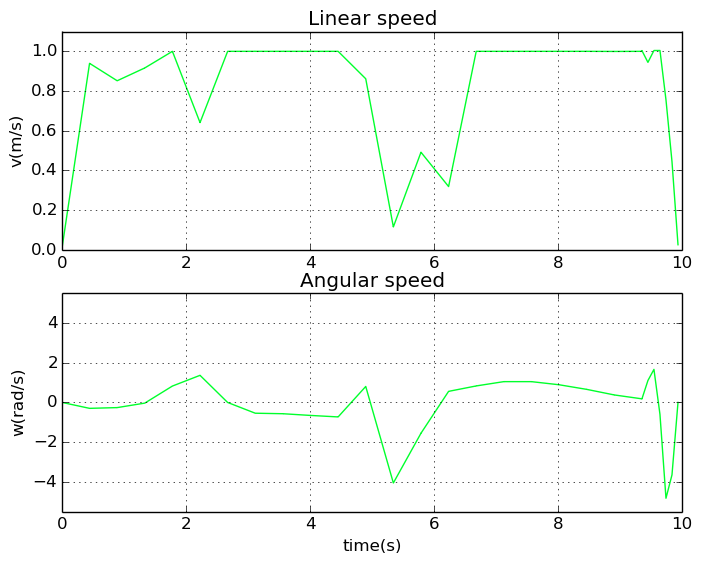 Linear speed
1.0
0.8
0.6
0.4
0.2
0.0
v(m/s)
0 2 4 6 8 10
Angular speed
4
2
0
−2
−4
w(rad/s)
0 2 4 6 8 10
time(s)